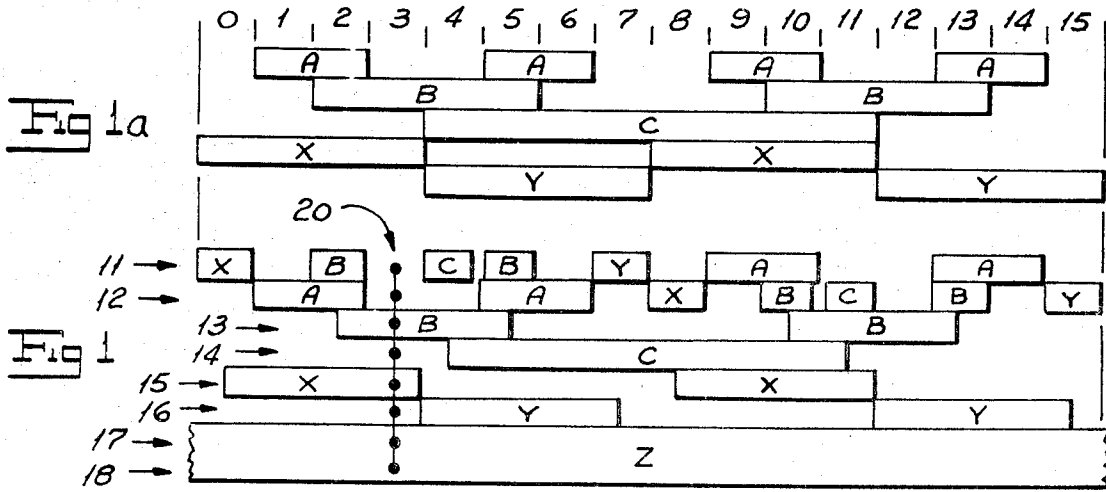 0 1 2 3 4 5 6 7 8 9 10 11 12 13 14 15
A A A A
B B
Fig 1a
C
X X
Y Y
20
11 X B C B Y A A
12 A A X B C B Y
13 B B
Fig 1
14 C
15 X X
16 Y Y
17
Z
18